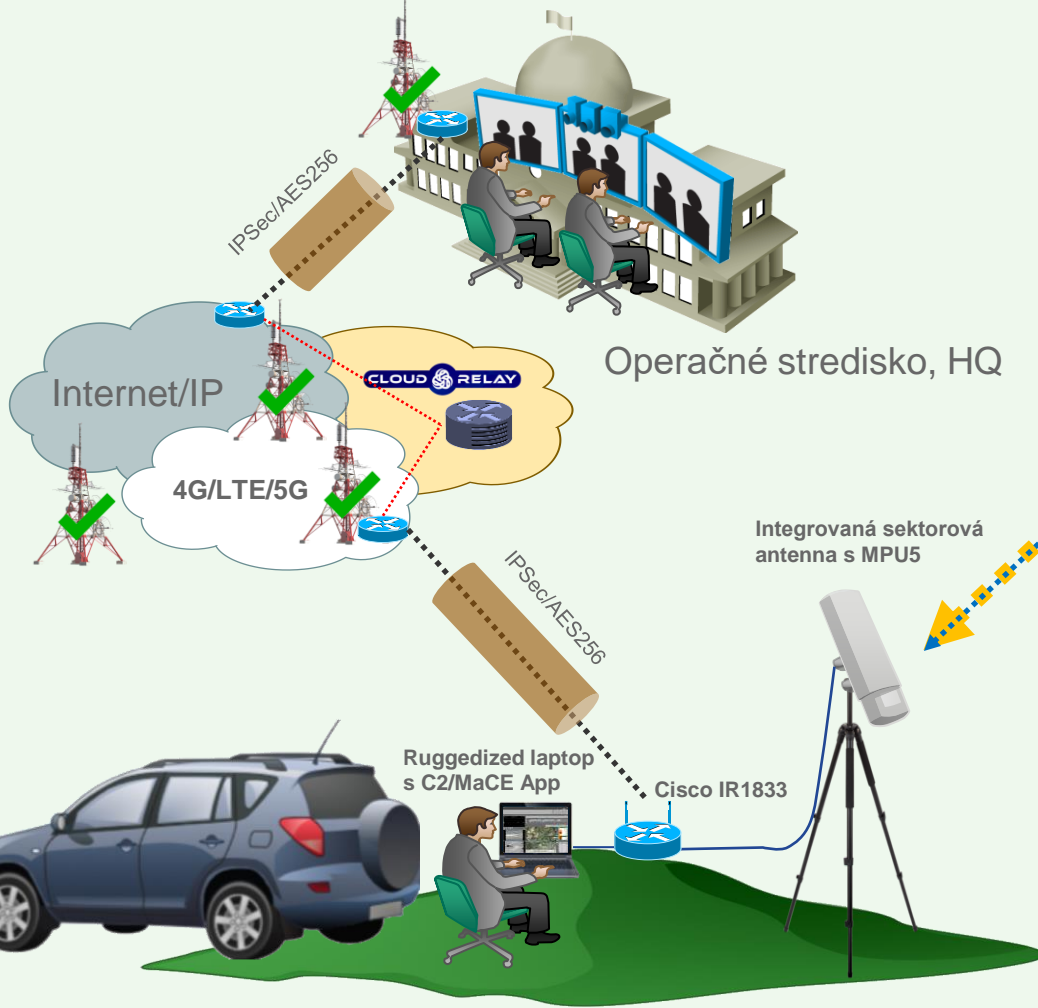 IPSec/AES256
Operačné stredisko, HQ
Internet/IP
CLOUD RELAY
4G/LTE/5G
Integrovaná sektorová
antenna s MPU5
IPSec/AES256
Ruggedized laptop
s C2/MaCE App
Cisco IR1833